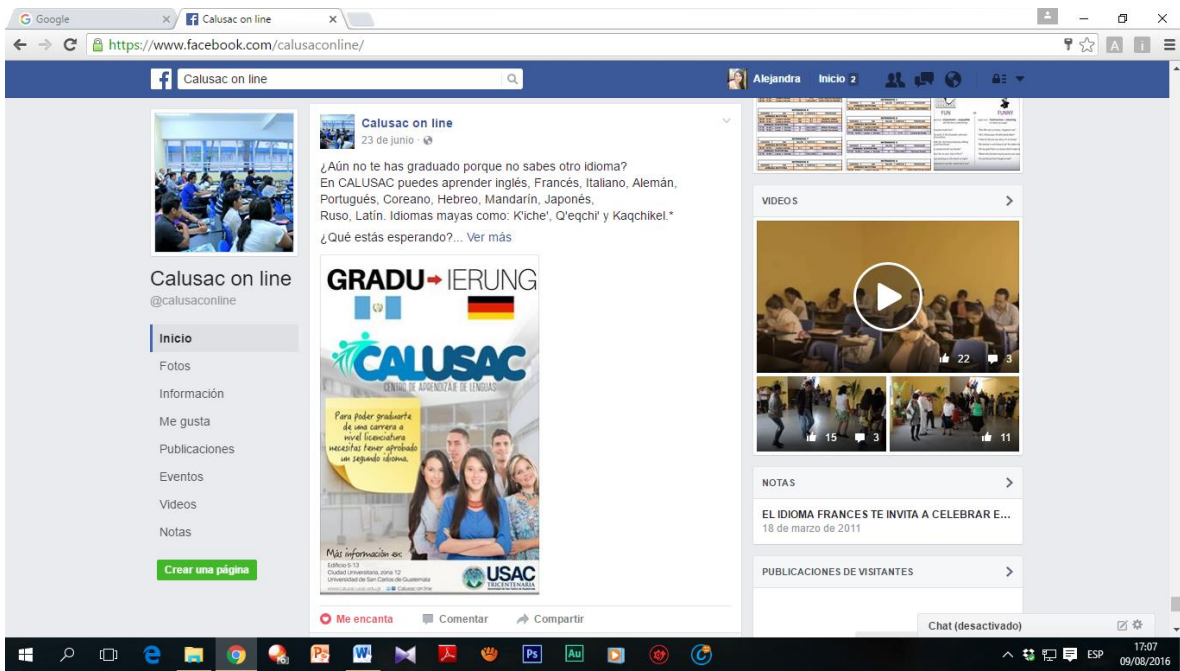 Google
Calusac on line
https://www.facebook.com/calusaconline/
Calusac on line
Alejandra
Inicio 2
Calusac on line
@calusaconline
Inicio
Fotos
Información
Me gusta
Publicaciones
Eventos
Videos
Notas
Crear una página
Calusac on line
23 de junio
¿Aún no te has graduado porque no sabes otro idioma?
En CALUSAC puedes aprender inglés, Francés, Italiano, Alemán,
Portugués, Coreano, Hebreo, Mandarín, Japonés,
Ruso, Latín. Idiomas mayas como: K'iche', Q'eqchi' y Kaqchikel.*
¿Qué estás esperando?... Ver más
GRADU IERUNG
CALUSAC
CENTRO DE APRENDIZAJE DE LENGUAS
Para poder graduarte
de una carrera a
nivel licenciatura
necesitas tener aprobado
un segundo idioma.
Más información en:
Edificio S-13
Ciudad Universitaria, zona 12
Universidad de San Carlos de Guatemala
Calusac on line
USAC
TRICENTENARIA
Me encanta
Comentar
Compartir
FUN
FUNNY
VIDEOS
22
3
15
3
11
NOTAS
EL IDIOMA FRANCES TE INVITA A CELEBRAR E...
18 de marzo de 2011
PUBLICACIONES DE VISITANTES
Chat (desactivado)
ESP
17:07
09/08/2016